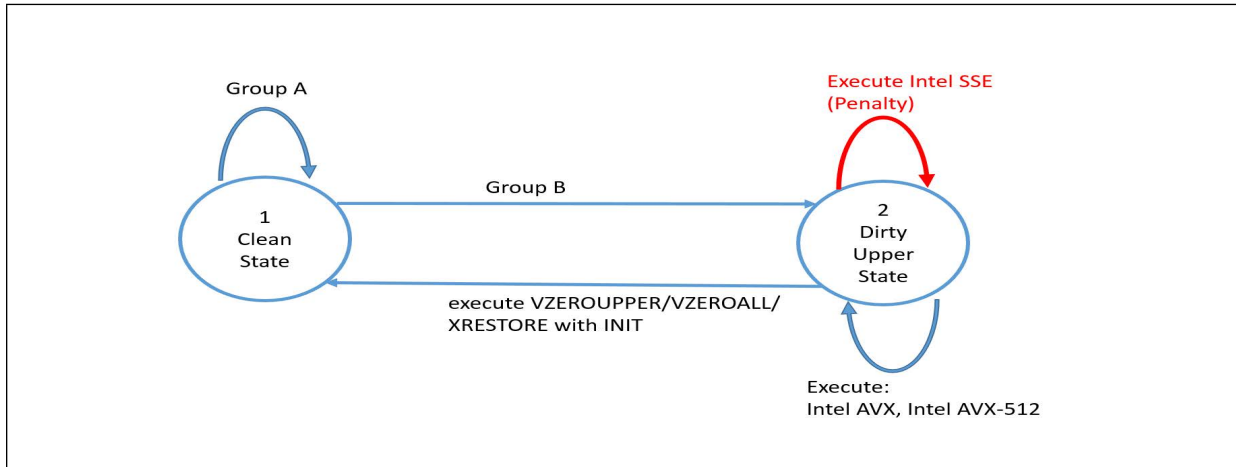 Group A
Execute Intel SSE
(Penalty)
Group B
1
Clean
State
2
Dirty
Upper
State
execute VZEROUPPER/VZEROALL/
XRESTORE with INIT
Execute:
Intel AVX, Intel AVX-512